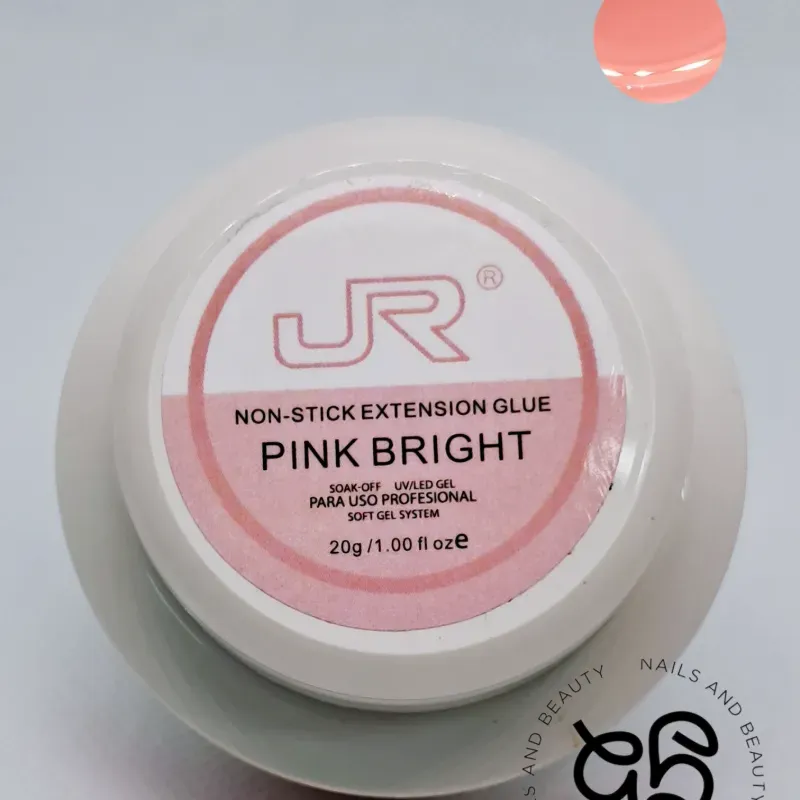 JR ®
NON-STICK EXTENSION GLUE
PINK BRIGHT
SOAK-OFF UV/LED GEL
PARA USO PROFESIONAL
SOFT GEL SYSTEM
20g /1.00 fl oz e
AND BEAUTY NAILS AND BEAUTY